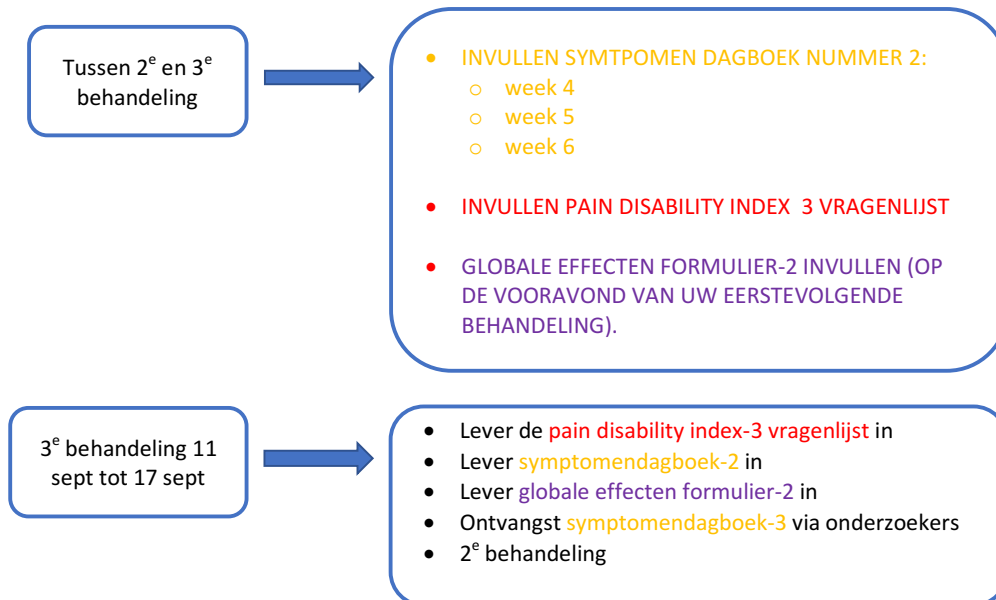 Tussen 2e en 3e
behandeling
• INVULLEN SYMTPOMEN DAGBOEK NUMMER 2:
o week 4
o week 5
o week 6
• INVULLEN PAIN DISABILITY INDEX 3 VRAGENLIJST
• GLOBALE EFFECTEN FORMULIER-2 INVULLEN (OP
DE VOORAVOND VAN UW EERSTEVOLGENDE
BEHANDELING).
3e behandeling 11
sept tot 17 sept
• Lever de pain disability index-3 vragenlijst in
• Lever symptomendagboek-2 in
• Lever globale effecten formulier-2 in
• Ontvangst symptomendagboek-3 via onderzoekers
• 2e behandeling